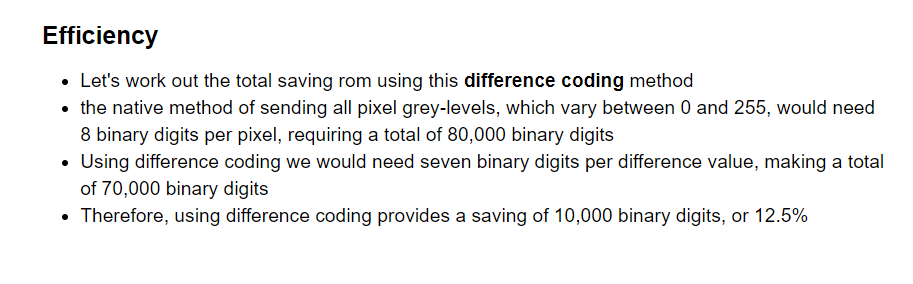 Efficiency
• Let's work out the total saving rom using this difference coding method
• the native method of sending all pixel grey-levels, which vary between 0 and 255, would need
8 binary digits per pixel, requiring a total of 80,000 binary digits
• Using difference coding we would need seven binary digits per difference value, making a total
of 70,000 binary digits
• Therefore, using difference coding provides a saving of 10,000 binary digits, or 12.5%